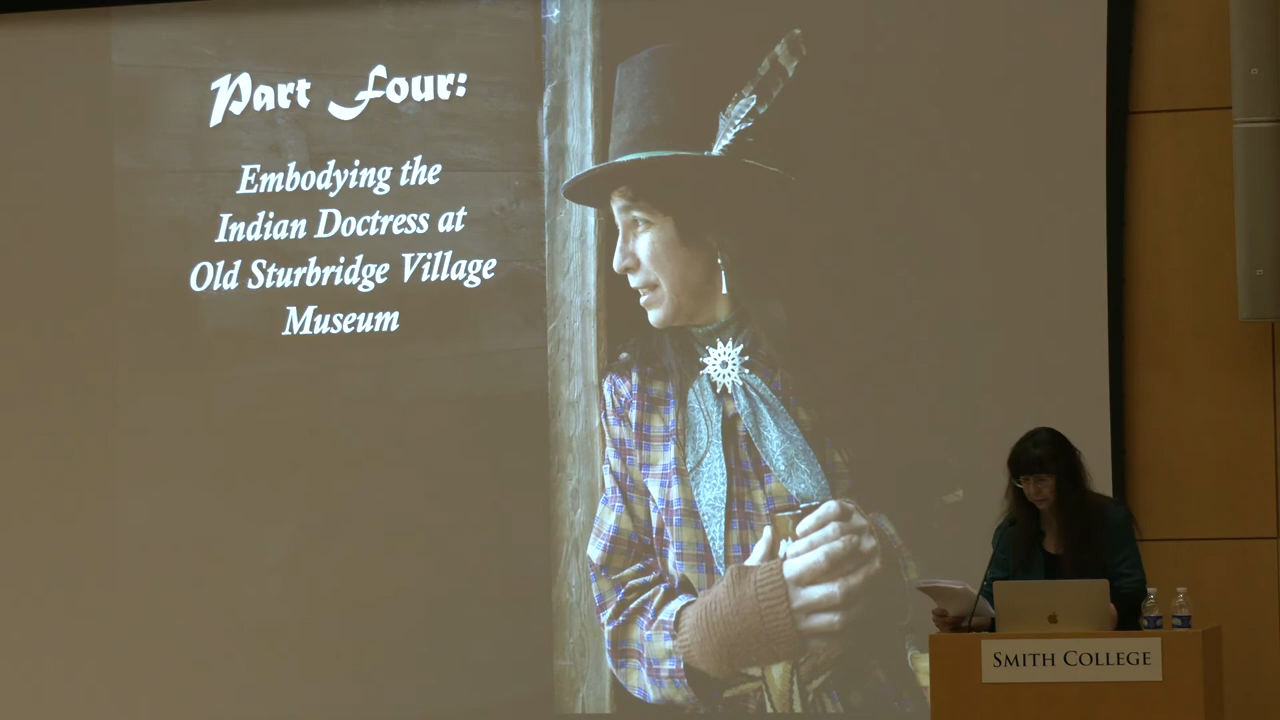 Part Four:
Embodying the
Indian Doctress at
Old Sturbridge Village
Museum
SMITH COLLEGE